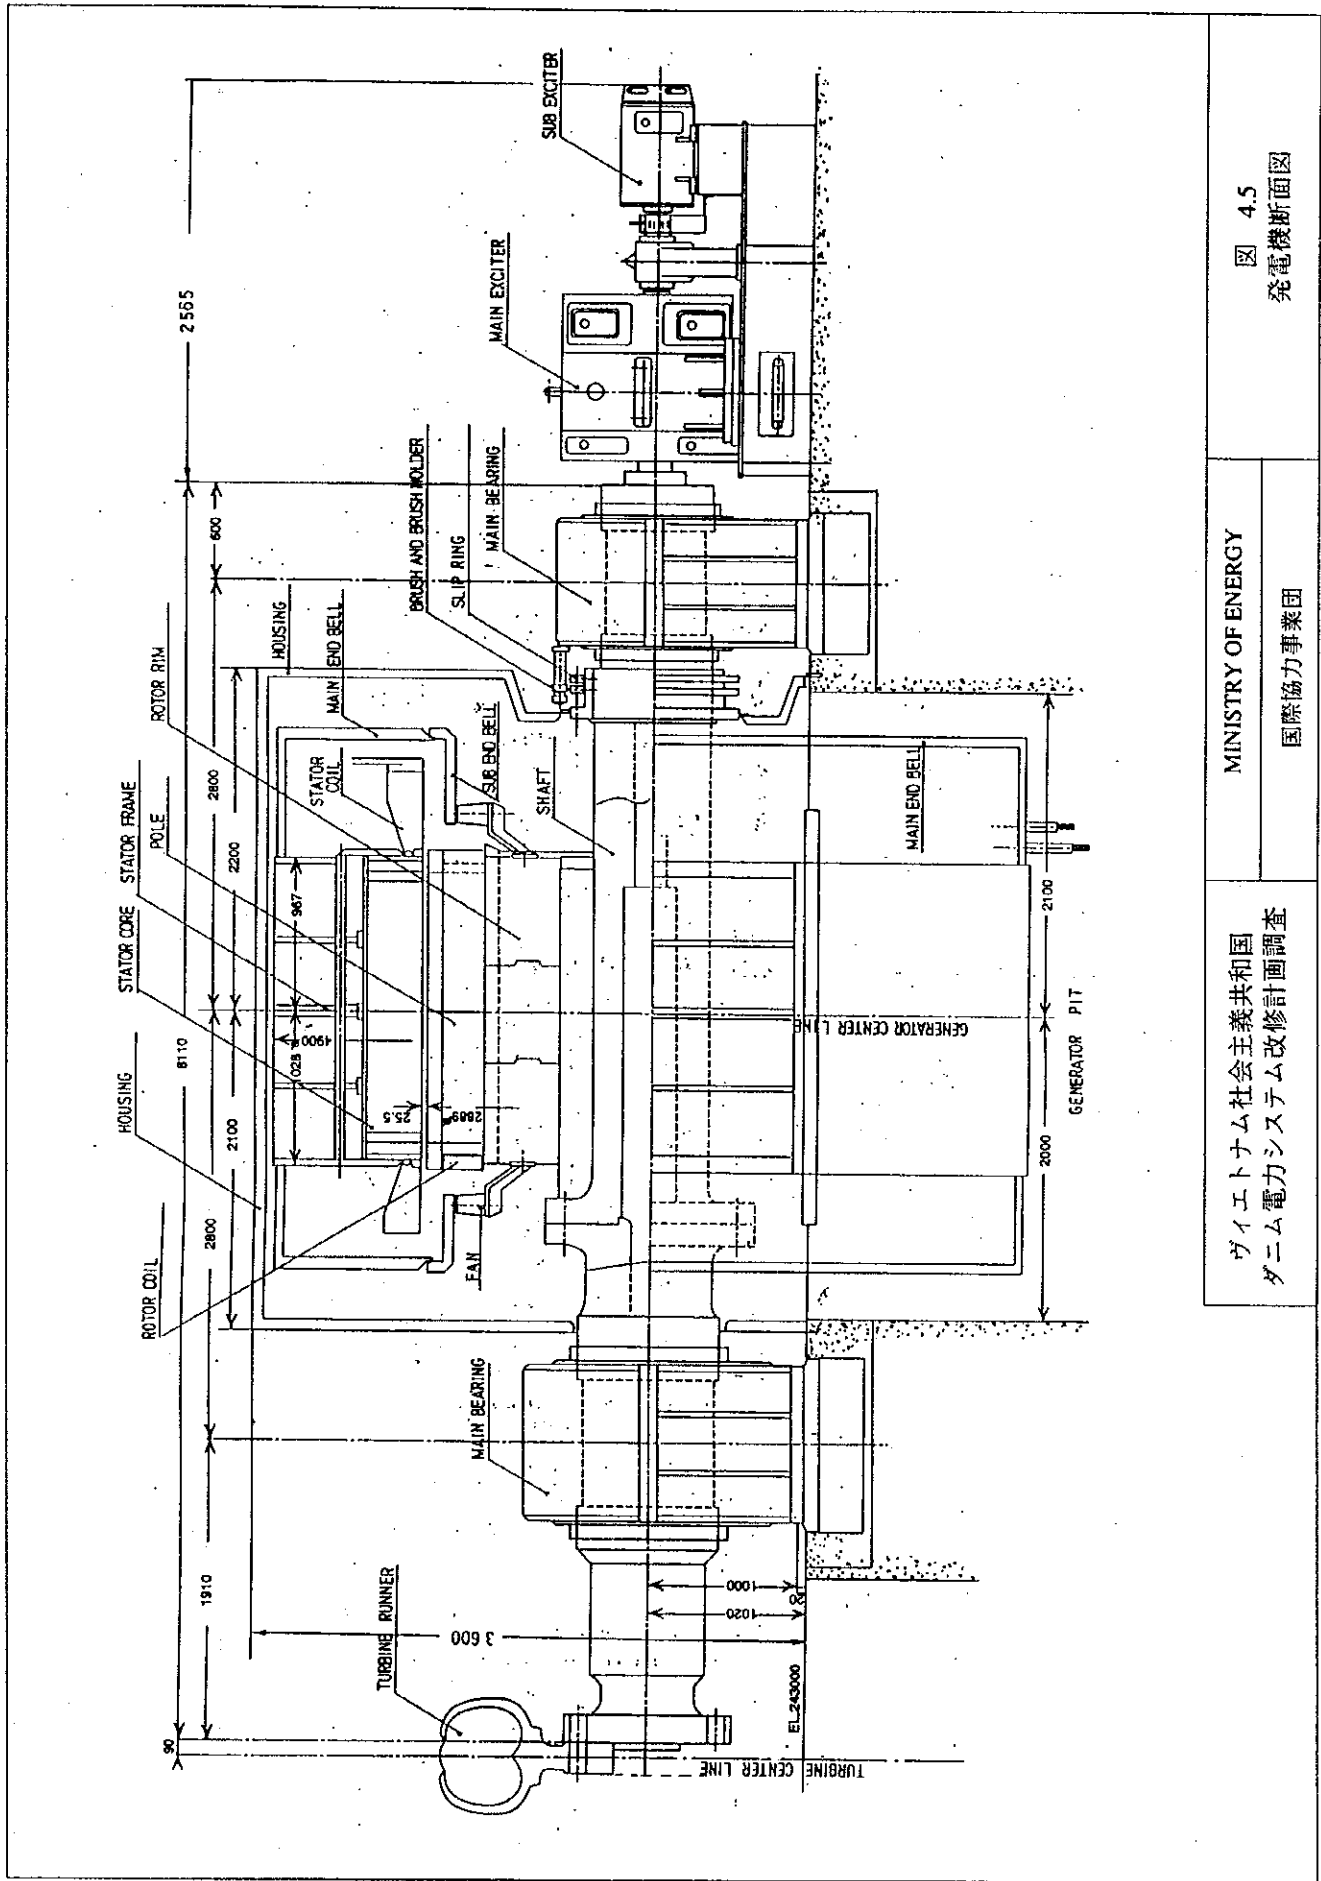 2565
8110
600
2800
2800
1910
90
2200
2100
SUB EXCITER
MAIN EXCITER
BRUSH AND BRUSH MOLDER
SLIP RING
MAIN BEARING
HOUSING
MAIN END BELL
ROTOR RIM
STATOR COIL
SUB END BELL
STATOR FRAME
POLE
STATOR CORE
SHAFT
HOUSING
ROTOR COIL
FAN
MAIN BEARING
TURBINE RUNNER
967
1028
4900
25.5
2889
3600
1000
20
1020
EL.243000
TURBINE CENTER LINE
GENERATOR CENTER LINE
MAIN END BELL
2100
2000
GENERATOR PIT
ヴィエトナム社会主義共和国
ダニム電力システム改修計画調査
MINISTRY OF ENERGY
国際協力事業団
図 4.5
発電機断面図